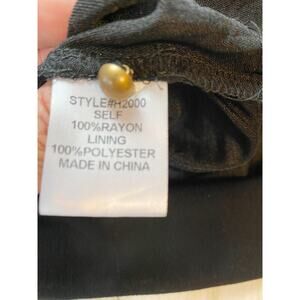 STYLE#H2000
SELF
100%RAYON
LINING
100%POLYESTER
MADE IN CHINA